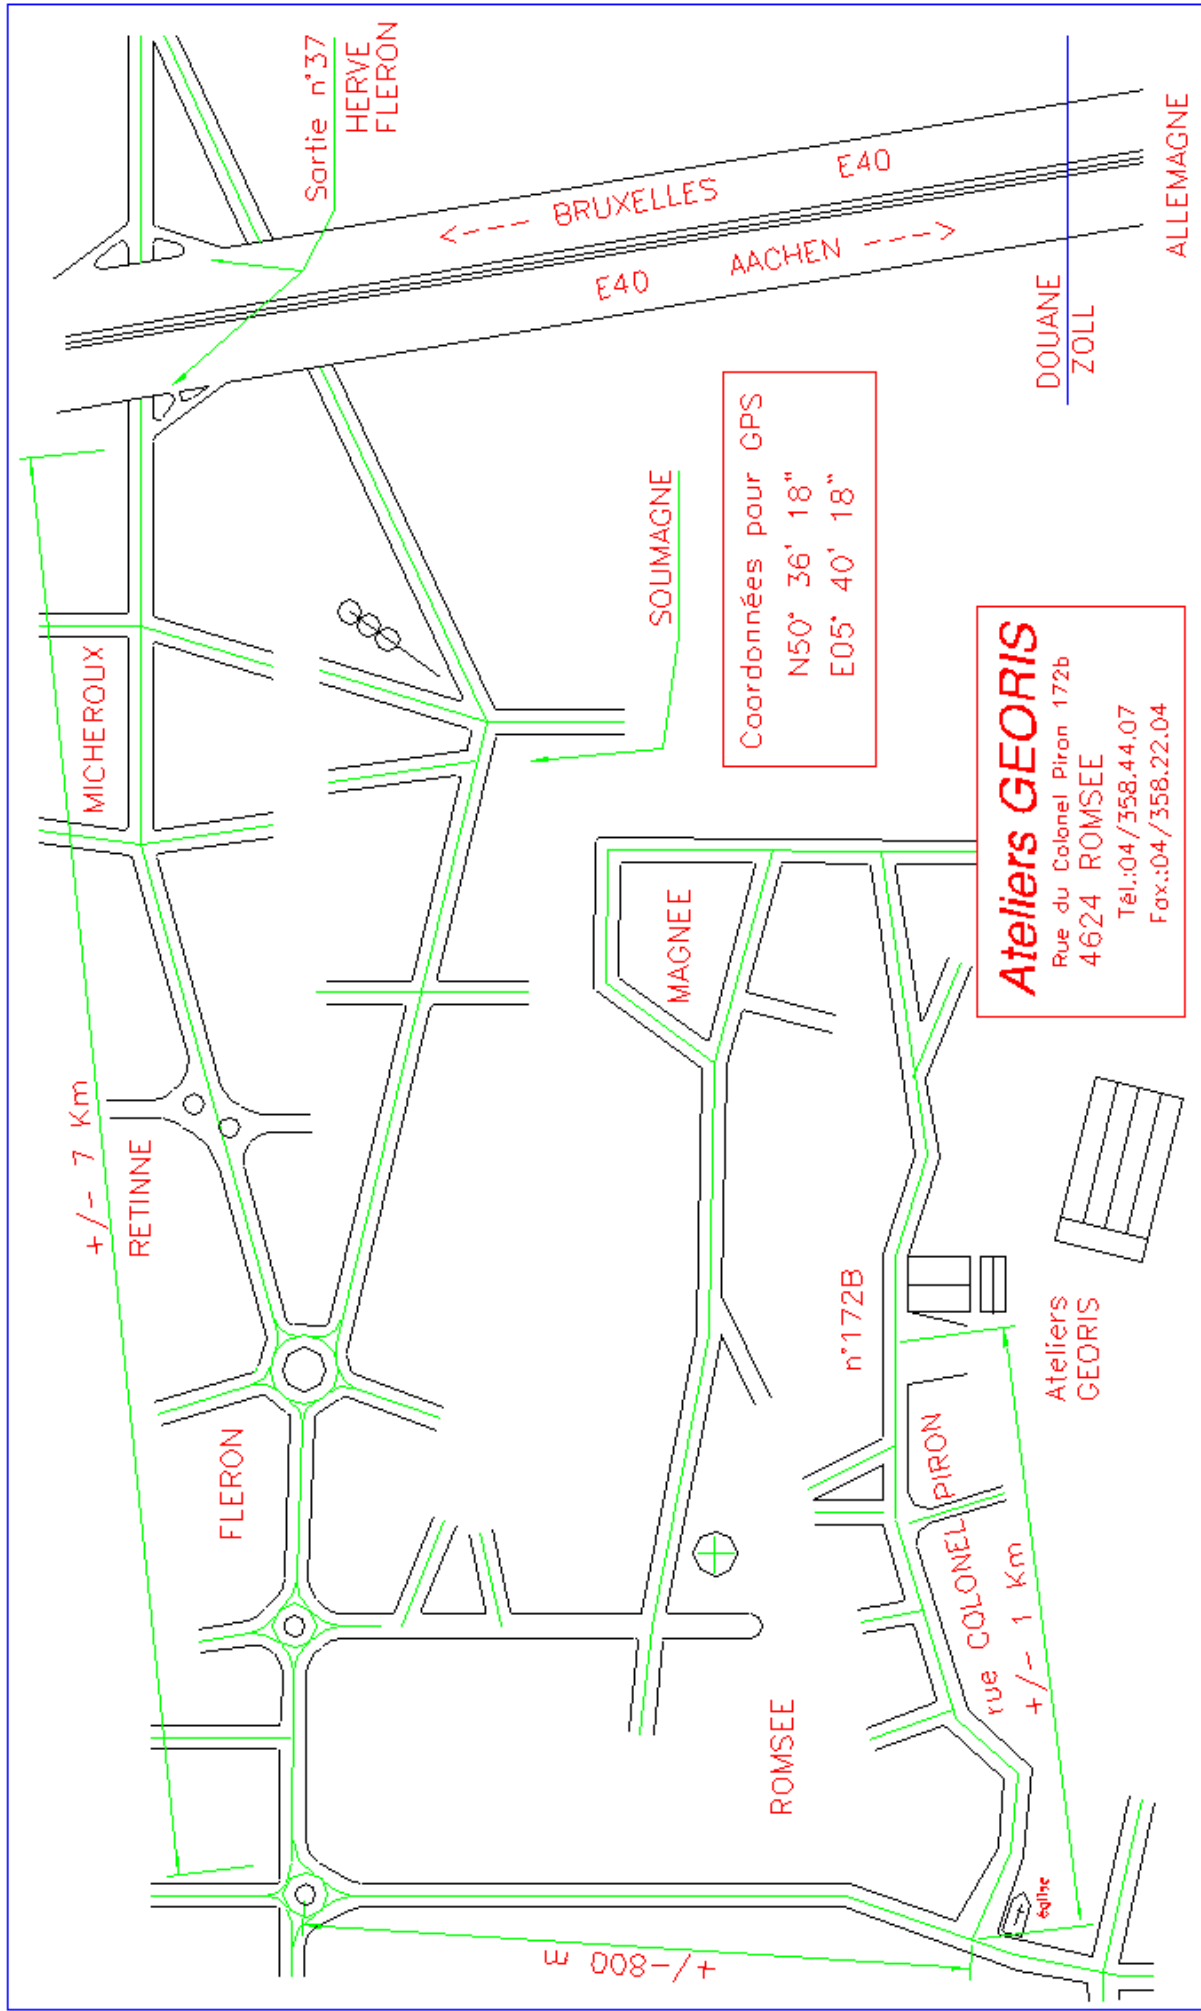 Sortie n°37
HERVE
FLERON
<--- BRUXELLES
E40
E40
AACHEN --->
ALLEMAGNE
DOUANE
ZOLL
MICHEROUX
SOUMAGNE
Coordonnées pour GPS
N50° 36' 18"
E05° 40' 18"
+/- 7 Km
RETINNE
MAGNEE
Ateliers GEORIS
Rue du Colonel Piron 172b
4624 ROMSEE
Tél.:04/358.44.07
Fax.:04/358.22.04
FLERON
n°172B
Ateliers
GEORIS
rue COLONEL PIRON
+/- 1 Km
ROMSEE
église
+/-800 m